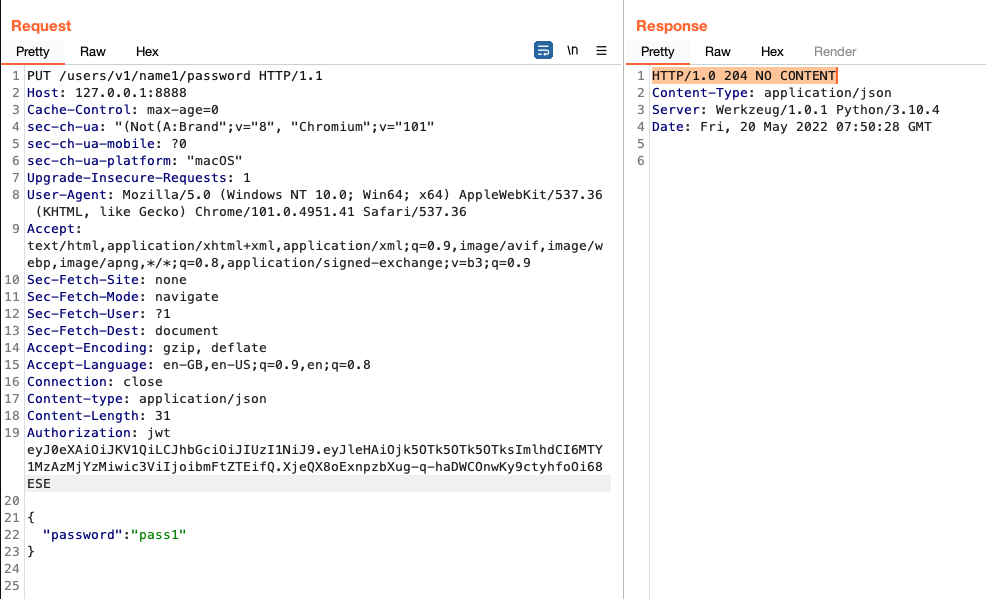 Request
Pretty Raw Hex
\n
1 PUT /users/v1/name1/password HTTP/1.1
2 Host: 127.0.0.1:8888
3 Cache-Control: max-age=0
4 sec-ch-ua: "(Not(A:Brand";v="8", "Chromium";v="101"
5 sec-ch-ua-mobile: ?0
6 sec-ch-ua-platform: "macOS"
7 Upgrade-Insecure-Requests: 1
8 User-Agent: Mozilla/5.0 (Windows NT 10.0; Win64; x64) AppleWebKit/537.36
(KHTML, like Gecko) Chrome/101.0.4951.41 Safari/537.36
9 Accept:
text/html,application/xhtml+xml,application/xml;q=0.9,image/avif,image/w
ebp,image/apng,*/*;q=0.8,application/signed-exchange;v=b3;q=0.9
10 Sec-Fetch-Site: none
11 Sec-Fetch-Mode: navigate
12 Sec-Fetch-User: ?1
13 Sec-Fetch-Dest: document
14 Accept-Encoding: gzip, deflate
15 Accept-Language: en-GB,en-US;q=0.9,en;q=0.8
16 Connection: close
17 Content-type: application/json
18 Content-Length: 31
19 Authorization: jwt
eyJ0eXAiOiJKV1QiLCJhbGciOiJIUzI1NiJ9.eyJleHAiOjk5OTk5OTk5OTksImlhdCI6MTY
1MzAzMjYzMiwic3ViIjoibmFtZTEifQ.XjeQX8oExnpzbXug-q-haDWCOnwKy9ctyhfoOi68
ESE
20
21 {
22 "password":"pass1"
23 }
24
25
Response
Pretty Raw Hex Render
1 HTTP/1.0 204 NO CONTENT
2 Content-Type: application/json
3 Server: Werkzeug/1.0.1 Python/3.10.4
4 Date: Fri, 20 May 2022 07:50:28 GMT
5
6